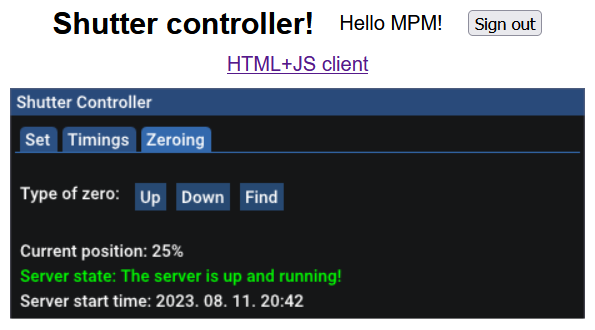 Shutter controller! Hello MPM! Sign out
HTML+JS client
Shutter Controller
Set Timings Zeroing
Type of zero: Up Down Find
Current position: 25%
Server state: The server is up and running!
Server start time: 2023. 08. 11. 20:42